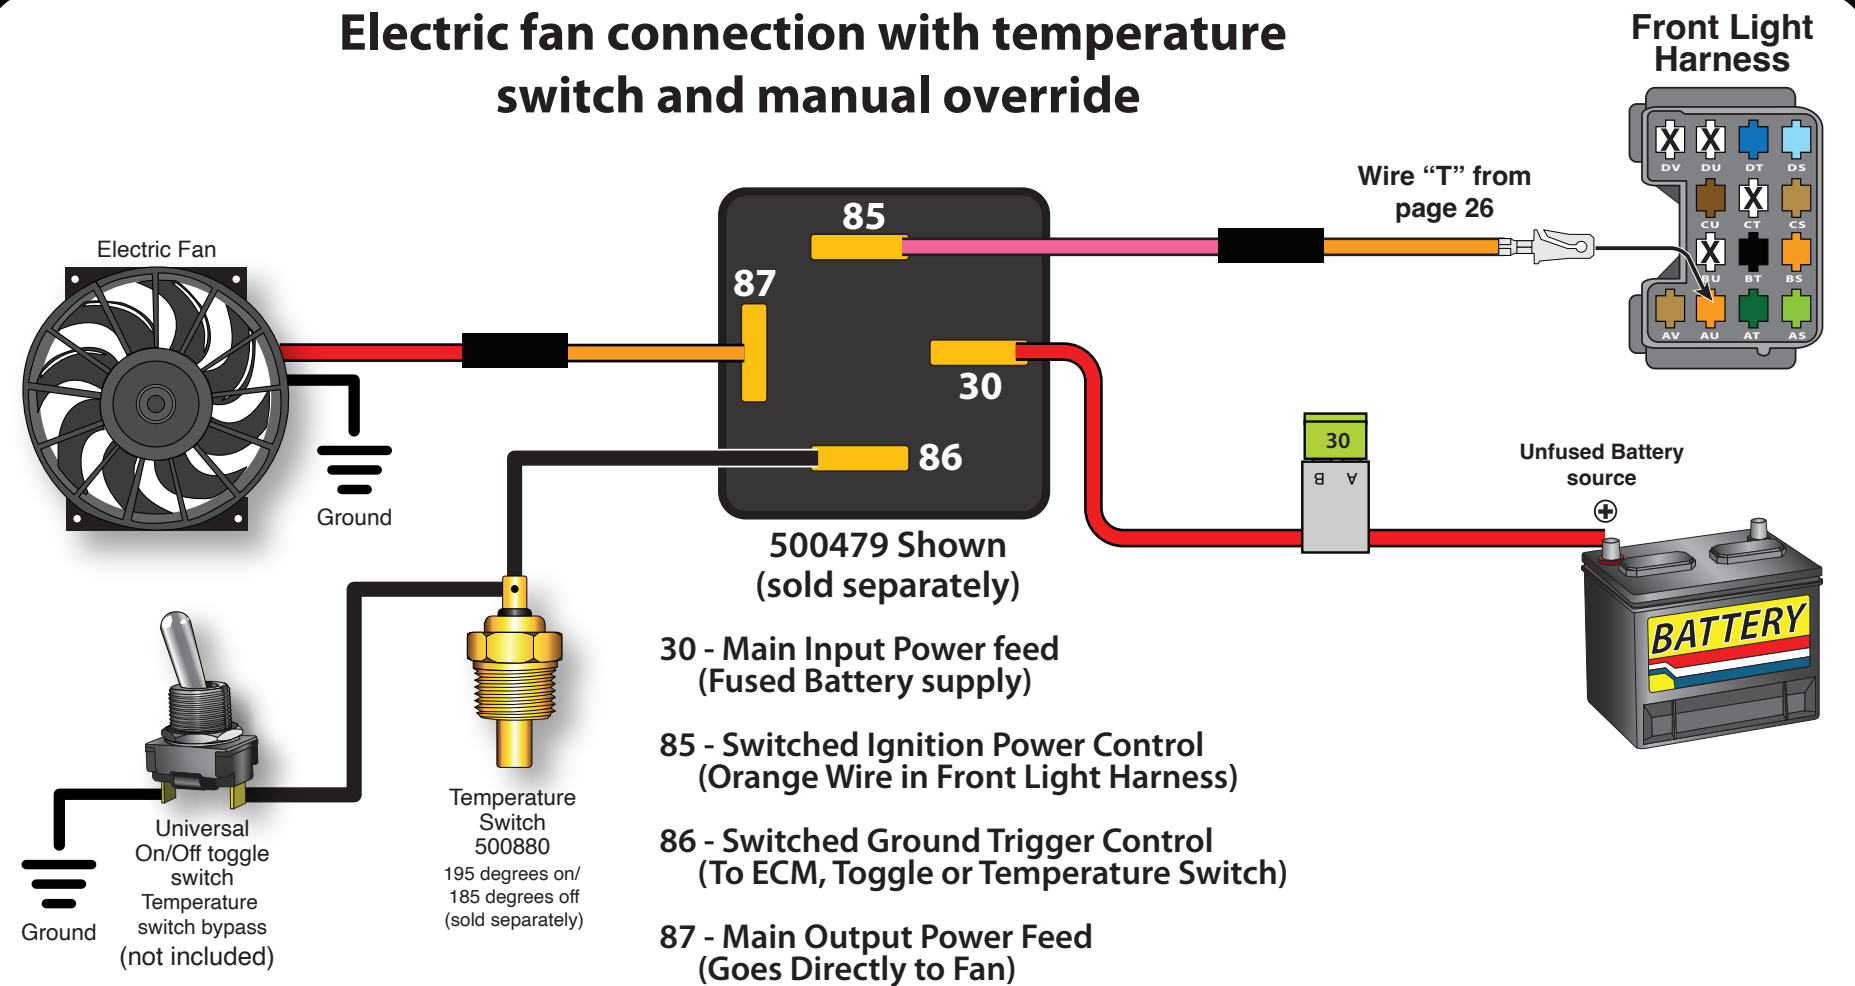 Electric fan connection with temperature
switch and manual override
Front Light
Harness
Wire “T” from
page 26
X
X
DV
DU
DT
DS
X
CU
CT
CS
X
BU
BT
BS
AV
AU
AT
AS
Electric Fan
85
87
30
86
Ground
30
B
A
Unfused Battery
source
+
BATTERY
500479 Shown
(sold separately)
30 - Main Input Power feed
(Fused Battery supply)
85 - Switched Ignition Power Control
(Orange Wire in Front Light Harness)
86 - Switched Ground Trigger Control
(To ECM, Toggle or Temperature Switch)
87 - Main Output Power Feed
(Goes Directly to Fan)
Temperature
Switch
500880
195 degrees on/
185 degrees off
(sold separately)
Universal
On/Off toggle
switch
Temperature
switch bypass
(not included)
Ground